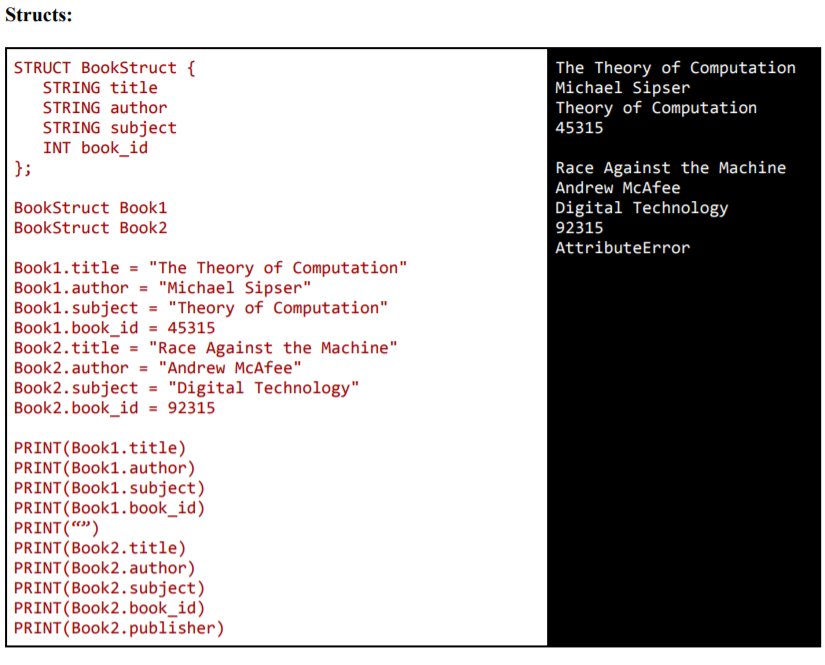 Structs:
STRUCT BookStruct {
STRING title
STRING author
STRING subject
INT book_id
};
BookStruct Book1
BookStruct Book2
Book1.title = "The Theory of Computation"
Book1.author = "Michael Sipser"
Book1.subject = "Theory of Computation"
Book1.book_id = 45315
Book2.title = "Race Against the Machine"
Book2.author = "Andrew McAfee"
Book2.subject = "Digital Technology"
Book2.book_id = 92315
PRINT(Book1.title)
PRINT(Book1.author)
PRINT(Book1.subject)
PRINT(Book1.book_id)
PRINT(“”)
PRINT(Book2.title)
PRINT(Book2.author)
PRINT(Book2.subject)
PRINT(Book2.book_id)
PRINT(Book2.publisher)
The Theory of Computation
Michael Sipser
Theory of Computation
45315
Race Against the Machine
Andrew McAfee
Digital Technology
92315
AttributeError